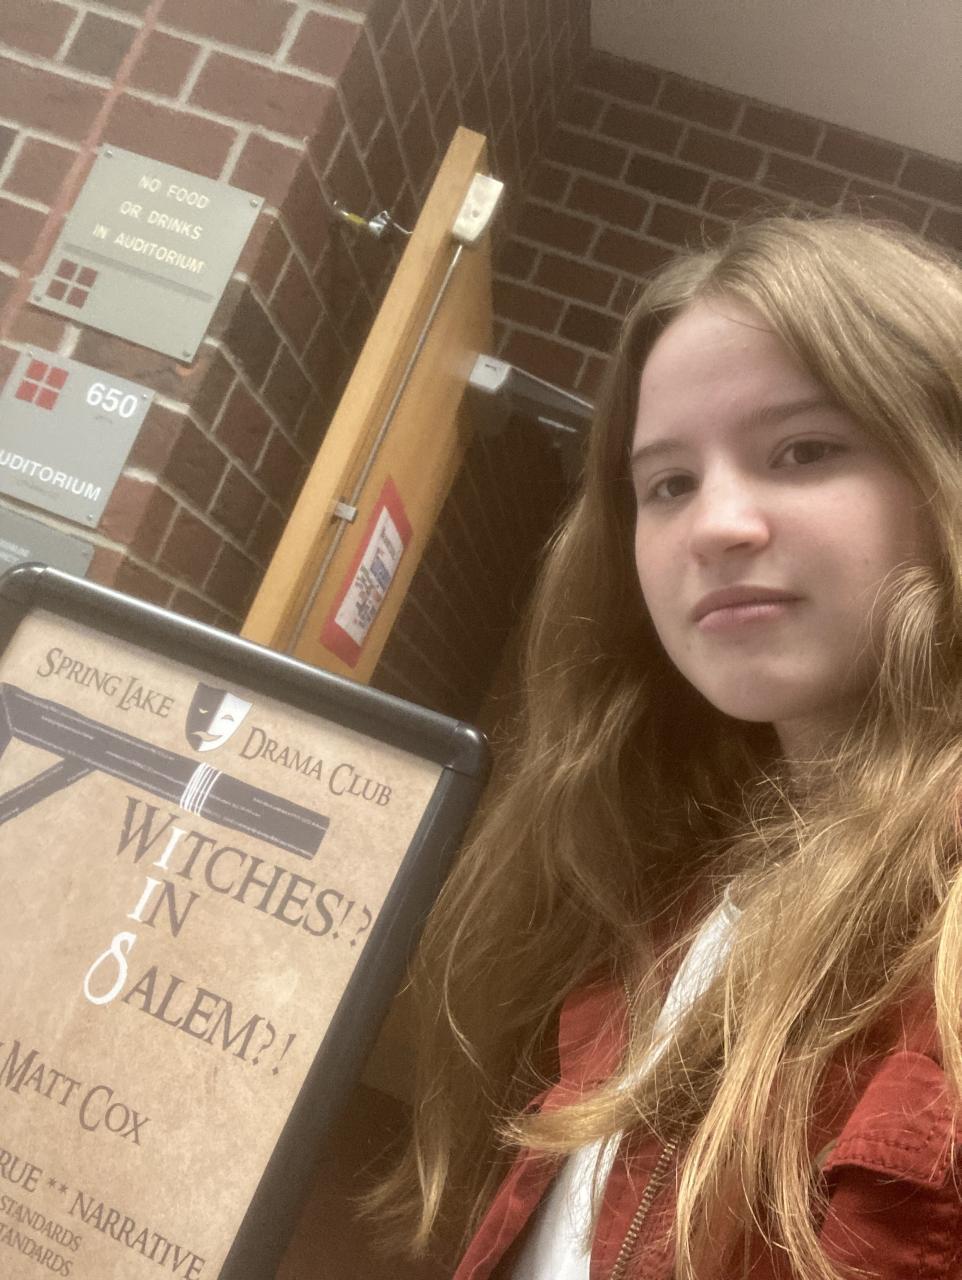 NO FOOD
OR DRINKS
IN AUDITORIUM
650
UDITORIUM
SPRING LAKE
DRAMA CLUB
WITCHES!?
IN
SALEM?!
MATT COX
RUE ** NARRATIVE
STANDARDS
TANDARDS